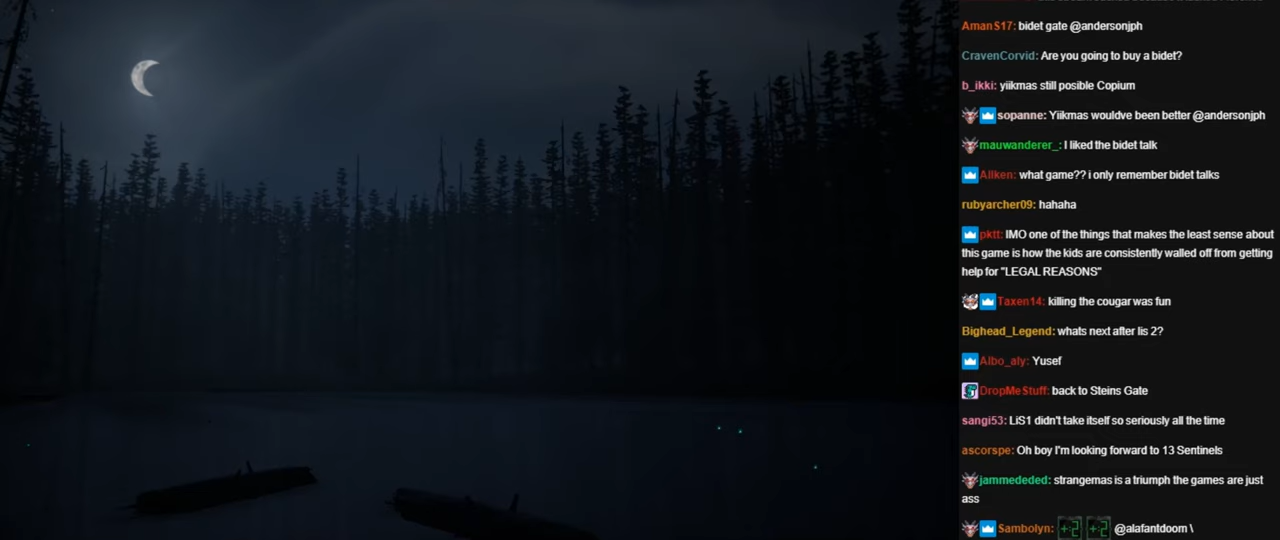 Aman517: bidet gate @andersonjph
CravenCorvid: Are you going to buy a bidet?
b_ikki: yiikmas still posible Copium
sopanne: Yiikmas wouldve been better @andersonjph
mauwanderer_: I liked the bidet talk
Allken: what game?? i only remember bidet talks
rubyarcher09: hahaha
pktt: IMO one of the things that makes the least sense about
this game is how the kids are consistently walled off from getting
help for "LEGAL REASONS"
Taxen14: killing the cougar was fun
Bighead_Legend: whats next after lis 2?
Albo_aly: Yusef
DropMeStuff: back to Steins Gate
sangi53: LiS1 didn't take itself so seriously all the time
ascorspe: Oh boy I'm looking forward to 13 Sentinels
jammededed: strangemas is a triumph the games are just
ass
Sambolyn: +2 +2 @alafantdoom \